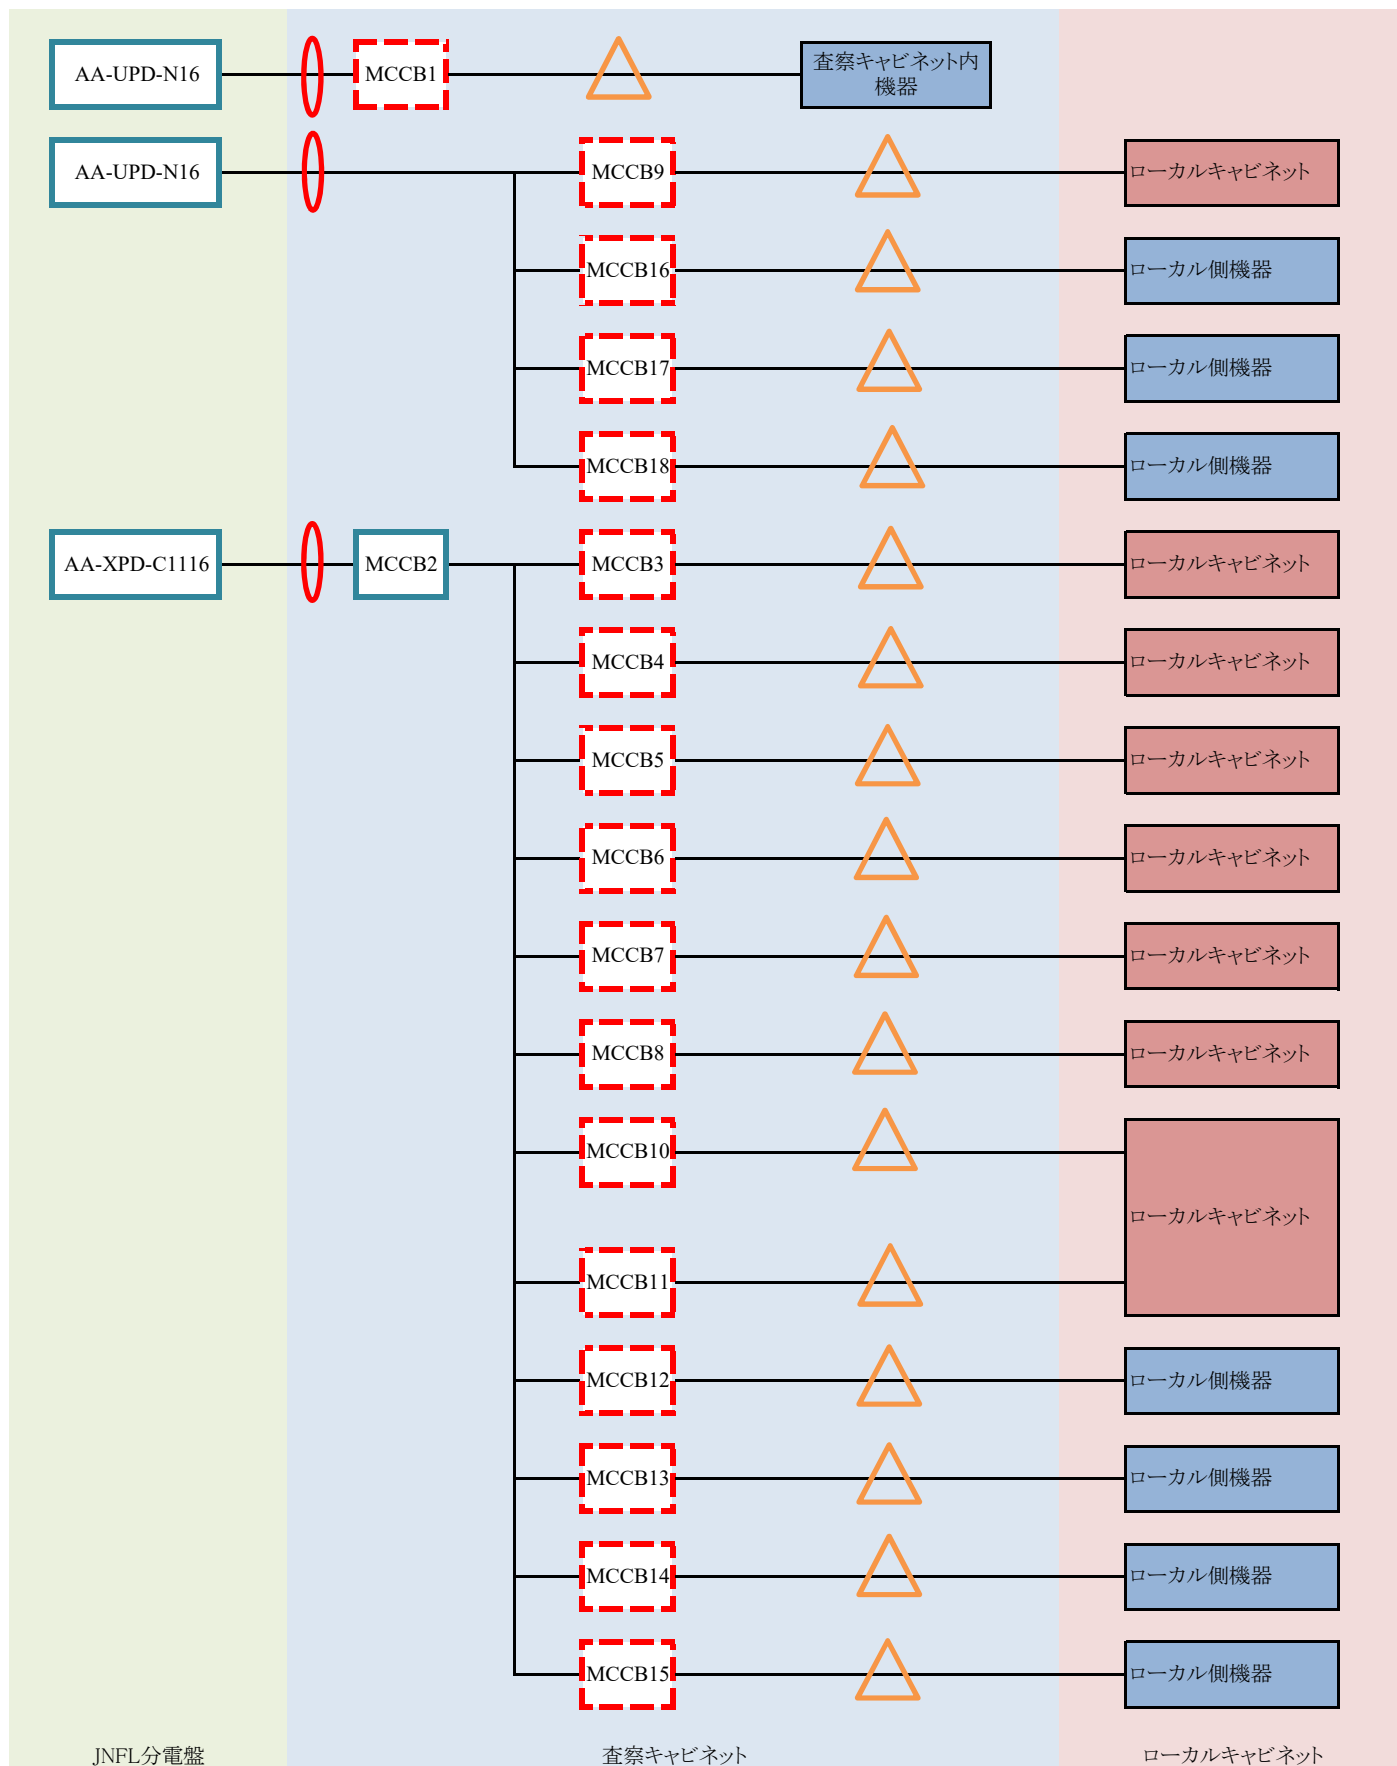 AA-UPD-N16
MCCB1
査察キャビネット内
機器
AA-UPD-N16
MCCB9
ローカルキャビネット
MCCB16
ローカル側機器
MCCB17
ローカル側機器
MCCB18
ローカル側機器
AA-XPD-C1116
MCCB2
MCCB3
ローカルキャビネット
MCCB4
ローカルキャビネット
MCCB5
ローカルキャビネット
MCCB6
ローカルキャビネット
MCCB7
ローカルキャビネット
MCCB8
ローカルキャビネット
MCCB10
ローカルキャビネット
MCCB11
MCCB12
ローカル側機器
MCCB13
ローカル側機器
MCCB14
ローカル側機器
MCCB15
ローカル側機器
JNFL分電盤
査察キャビネット
ローカルキャビネット